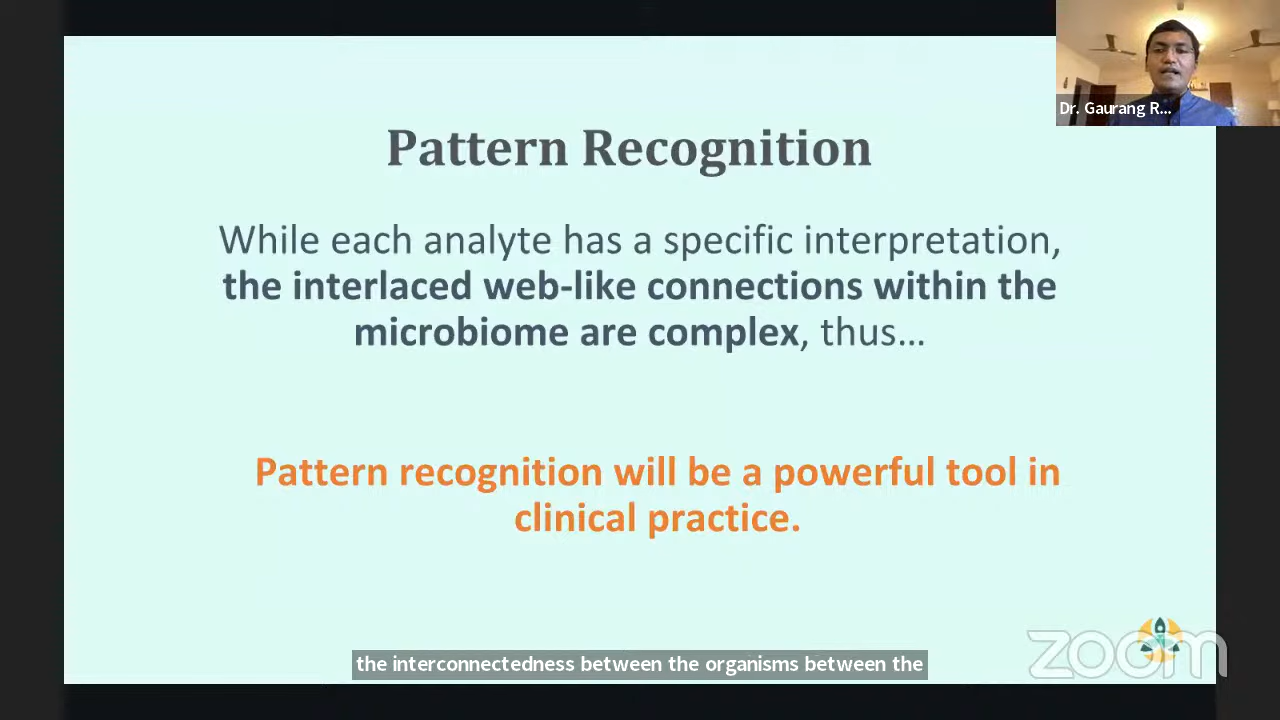 Dr. Gaurang R...
Pattern Recognition
While each analyte has a specific interpretation,
the interlaced web-like connections within the
microbiome are complex, thus...
Pattern recognition will be a powerful tool in
clinical practice.
zoom
the interconnectedness between the organisms between the